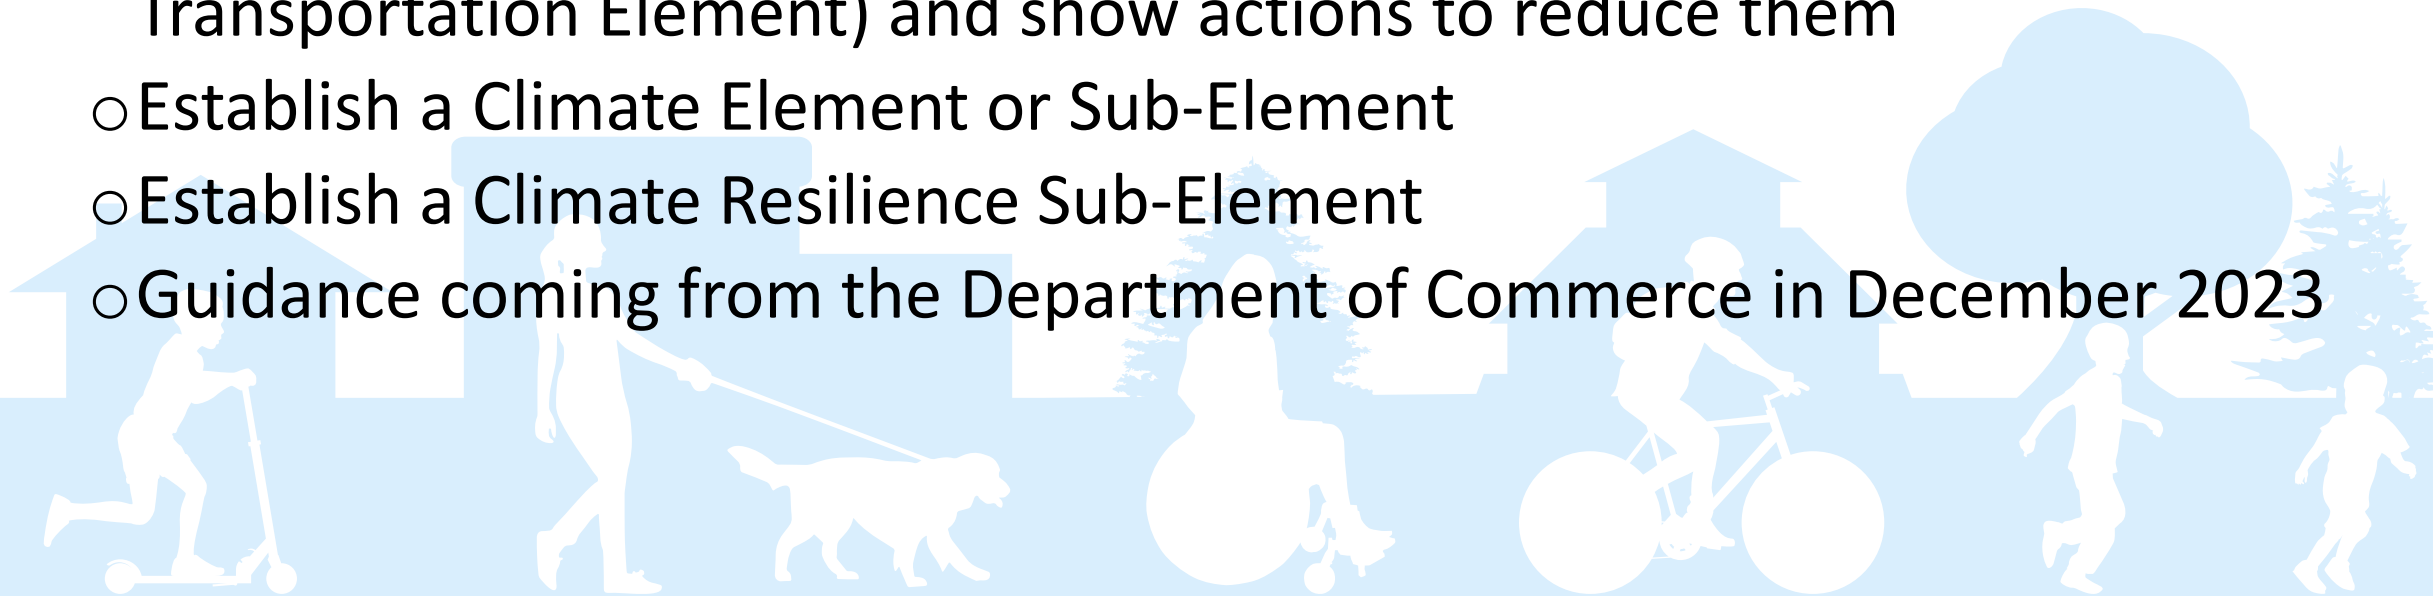 Transportation Element) and show actions to reduce them
○Establish a Climate Element or Sub-Element
○Establish a Climate Resilience Sub-Element
○Guidance coming from the Department of Commerce in December 2023